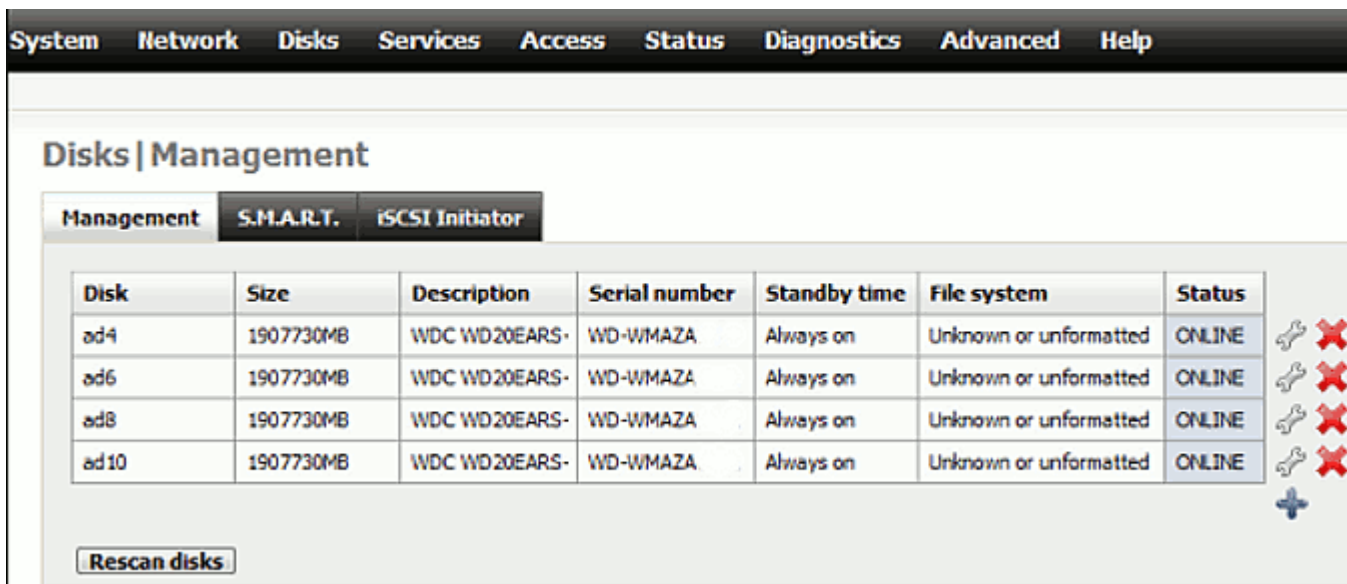 System Network Disks Services Access Status Diagnostics Advanced Help
Disks|Management
Management S.M.A.R.T. iSCSI Initiator
Disk Size Description Serial number Standby time File system Status
ad4 1907730MB WDC WD20EARS- WD-WMAZA Always on Unknown or unformatted ONLINE
ad6 1907730MB WDC WD20EARS- WD-WMAZA Always on Unknown or unformatted ONLINE
ad8 1907730MB WDC WD20EARS- WD-WMAZA Always on Unknown or unformatted ONLINE
ad10 1907730MB WDC WD20EARS- WD-WMAZA Always on Unknown or unformatted ONLINE
Rescan disks